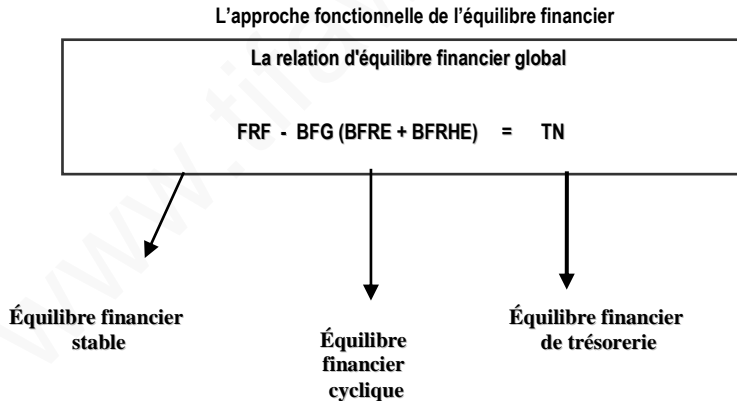 L'approche fonctionnelle de l'équilibre financier
La relation d'équilibre financier global
FRF - BFG (BFRE + BFRHE) = TN
Équilibre financier
stable
Équilibre
financier
cyclique
Équilibre financier
de trésorerie